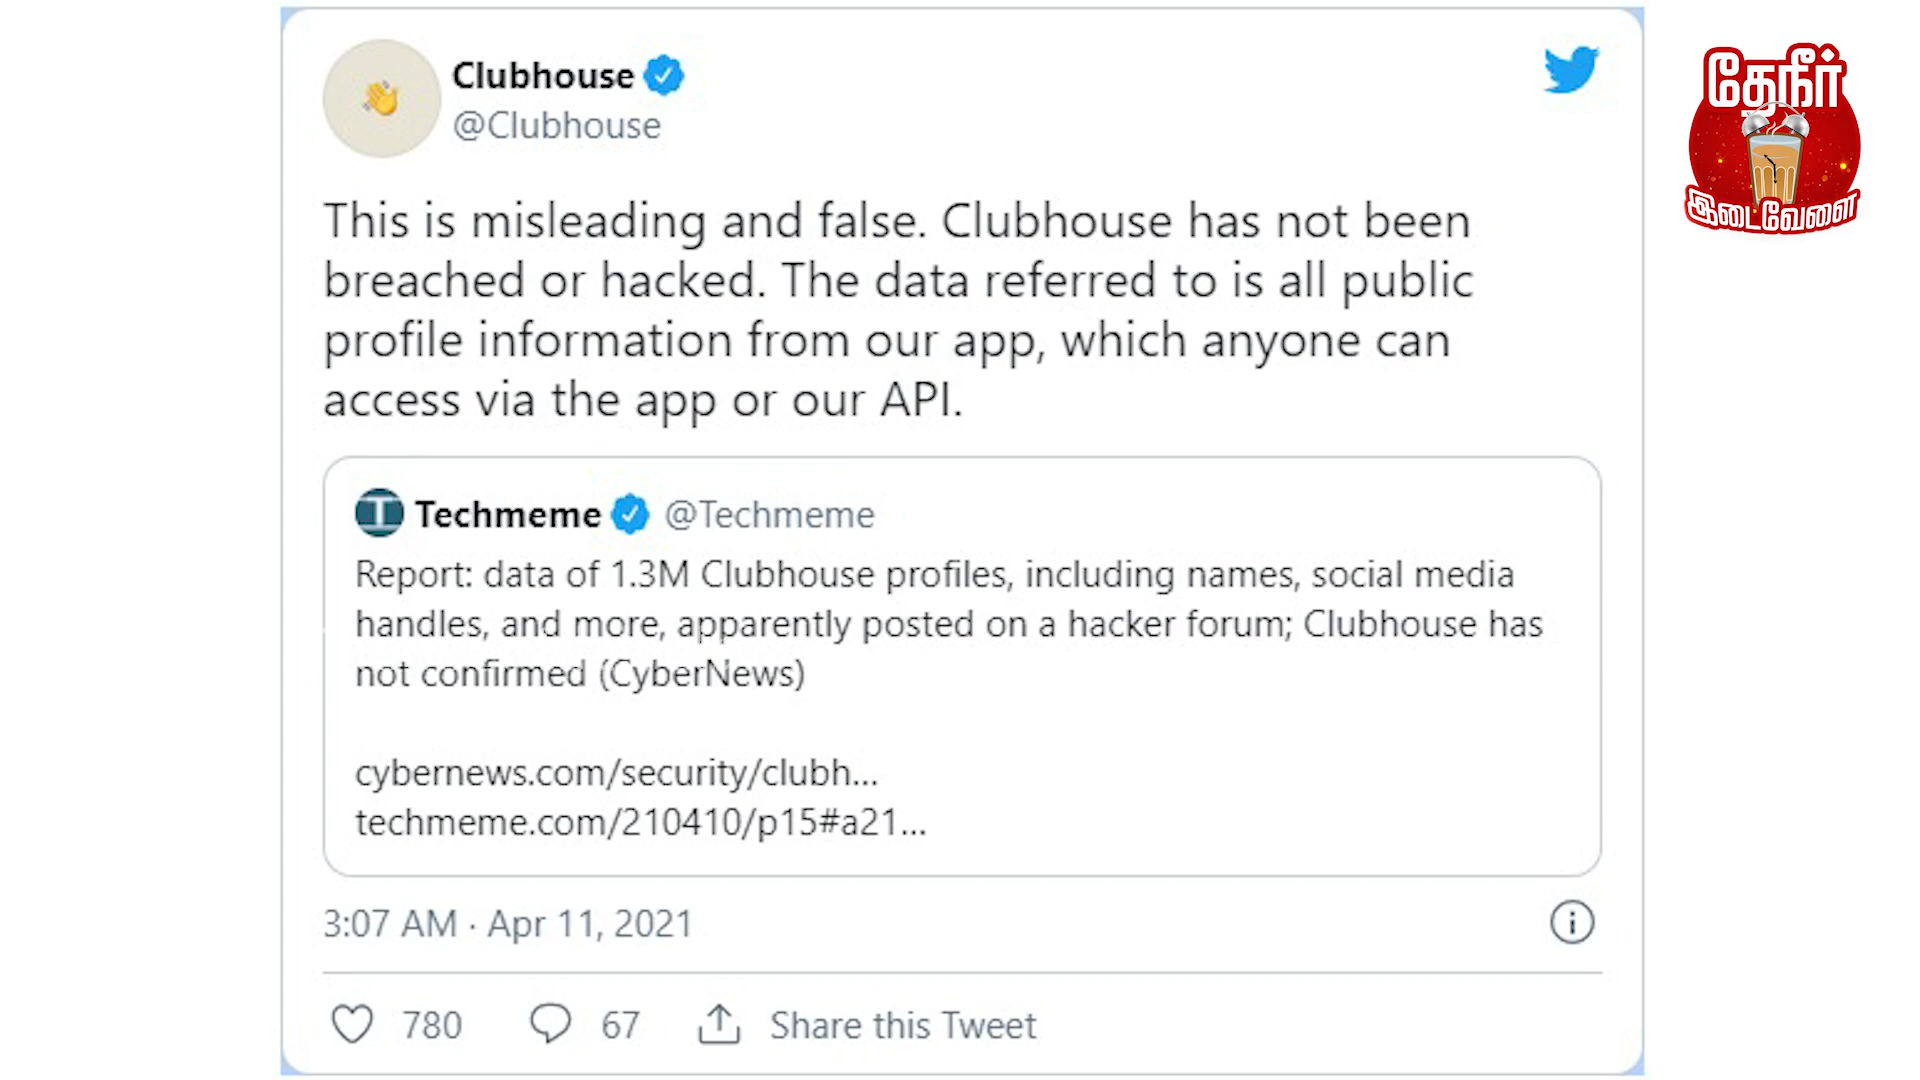 Clubhouse
@Clubhouse
தேநீர்
இடைவேளை
This is misleading and false. Clubhouse has not been
breached or hacked. The data referred to is all public
profile information from our app, which anyone can
access via the app or our API.
Techmeme @Techmeme
Report: data of 1.3M Clubhouse profiles, including names, social media
handles, and more, apparently posted on a hacker forum; Clubhouse has
not confirmed (CyberNews)
cybernews.com/security/clubh...
techmeme.com/210410/p15#a21...
3:07 AM · Apr 11, 2021
780 67 Share this Tweet